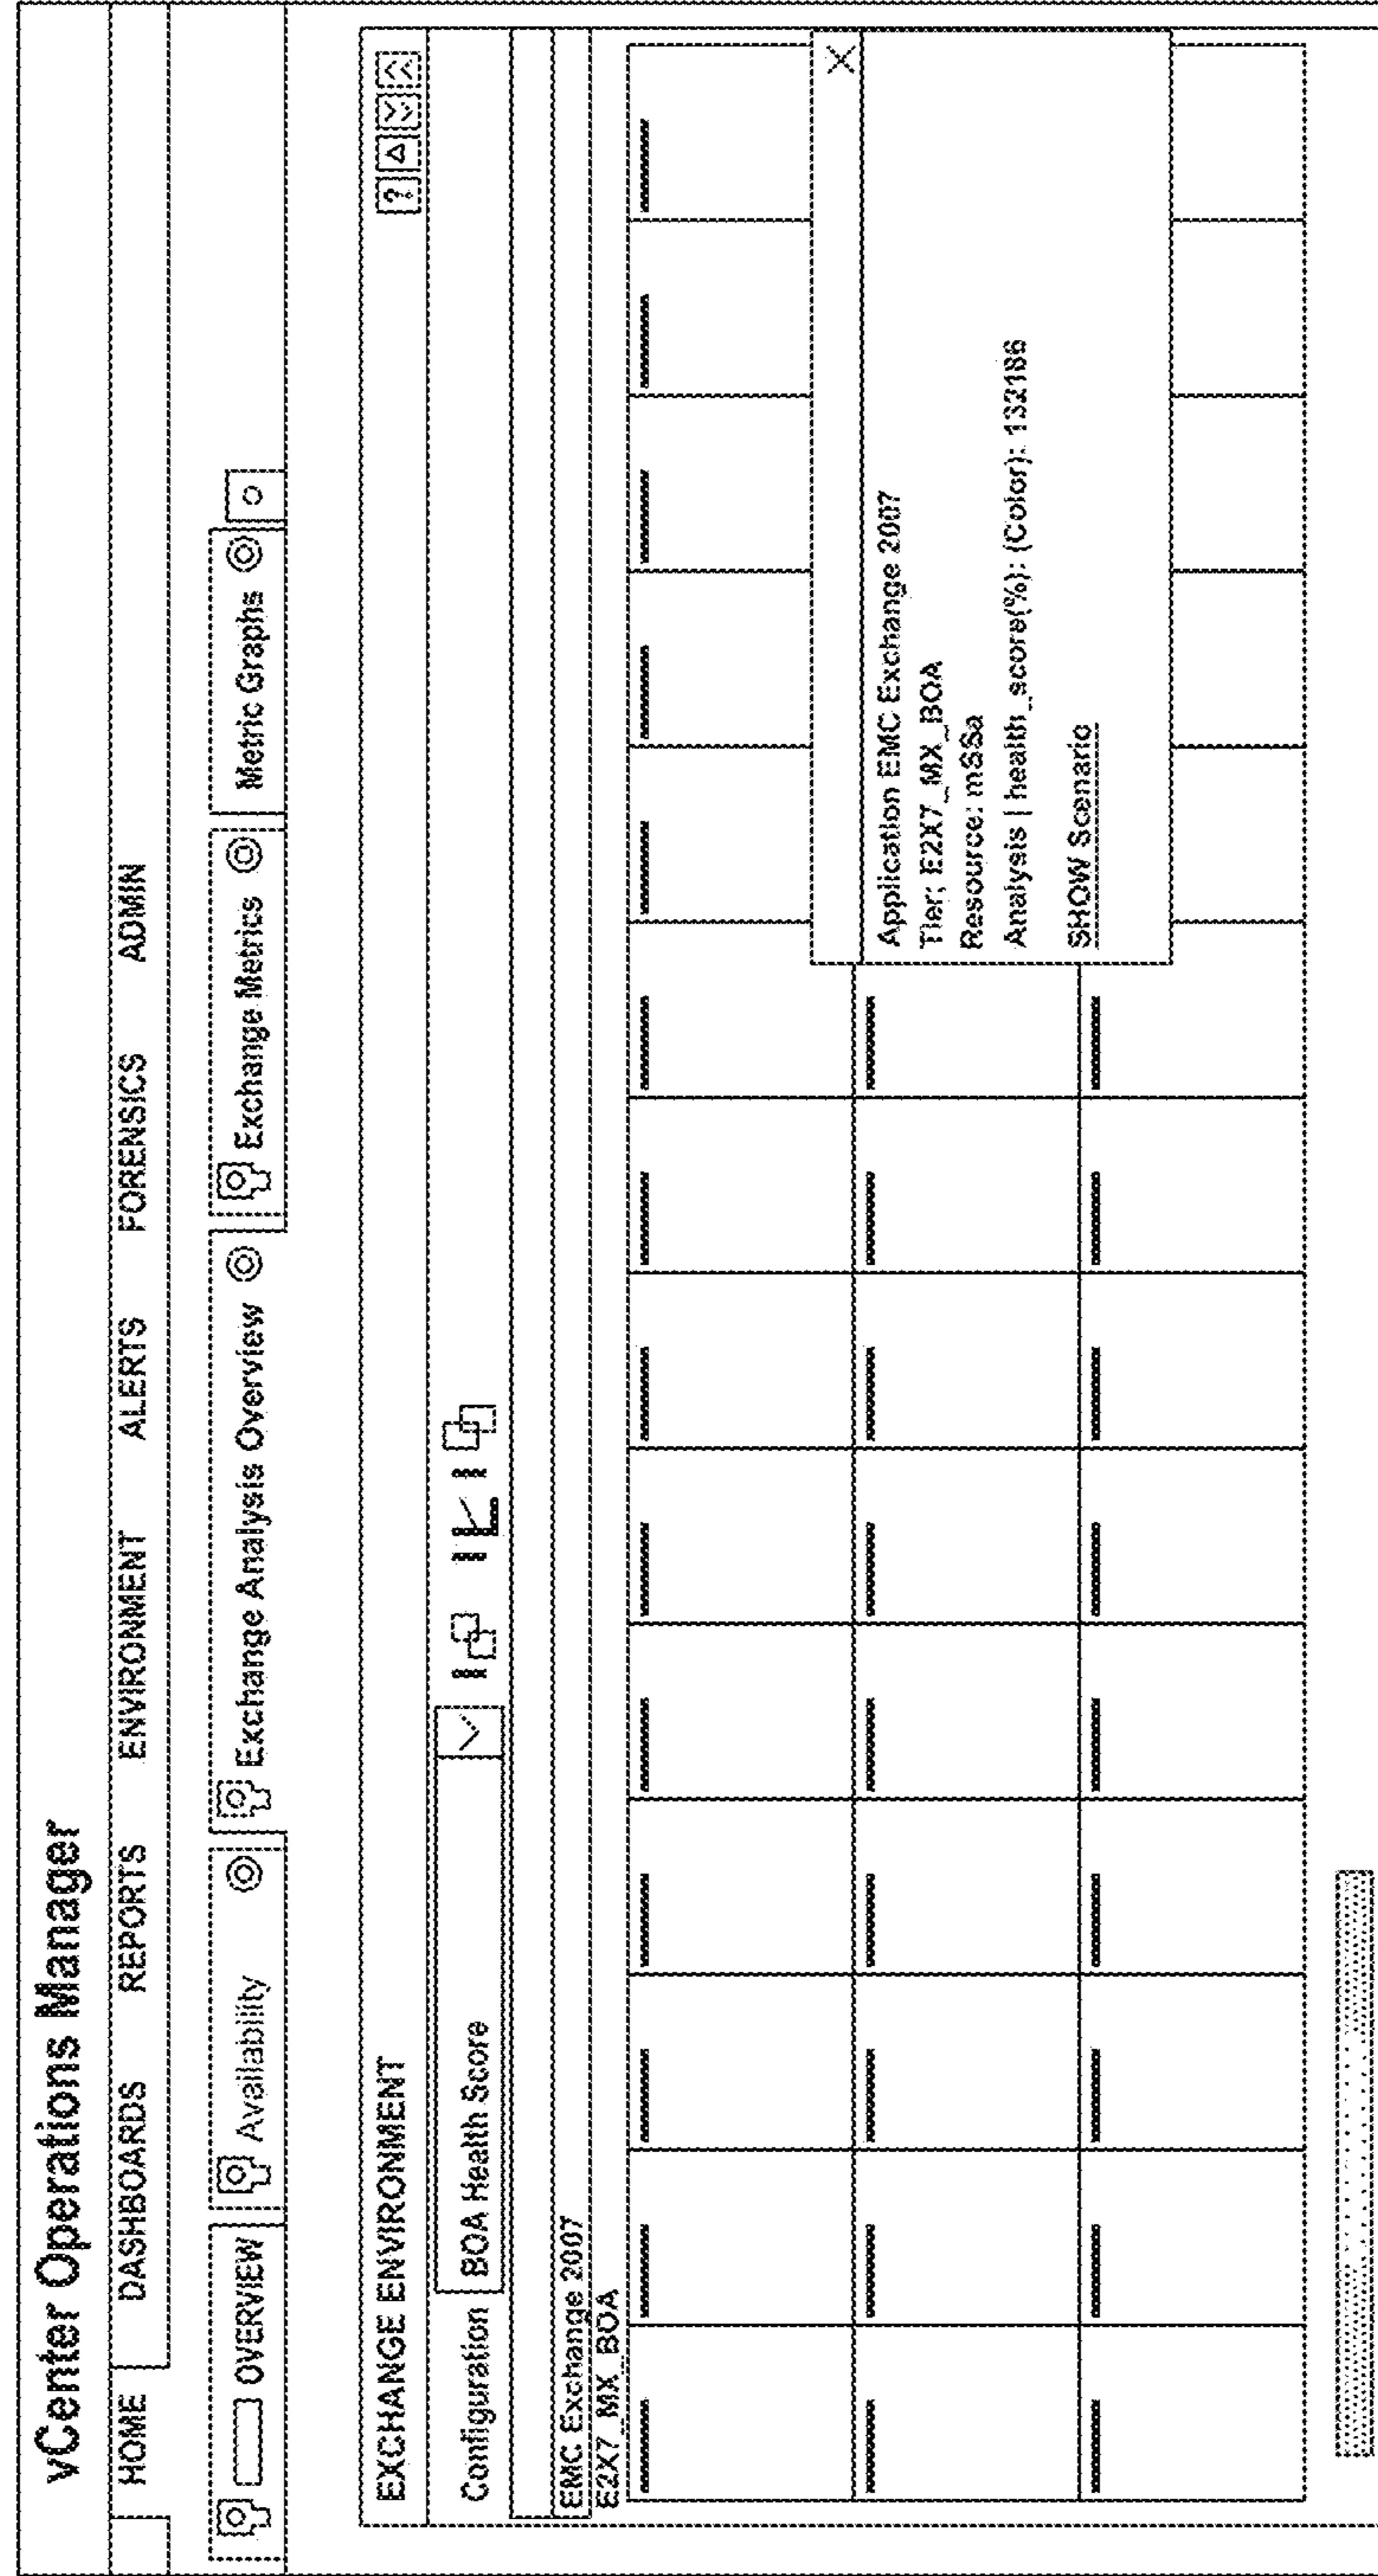 vCenter Operations Manager
HOME DASHBOARDS REPORTS ENVIRONMENT ALERTS FORENSICS ADMIN
OVERVIEW Availability Exchange Analysis Overview Exchange Metrics Metric Graphs
EXCHANGE ENVIRONMENT ?
Configuration BOA Health Score
EMC Exchange 2007
E2X7_MX_BOA
X
Application EMC Exchange 2007
Tier: E2X7_MX_BOA
Resource: mSSa
Analysis | health_score(%): (Color): 132186
SHOW Scenario